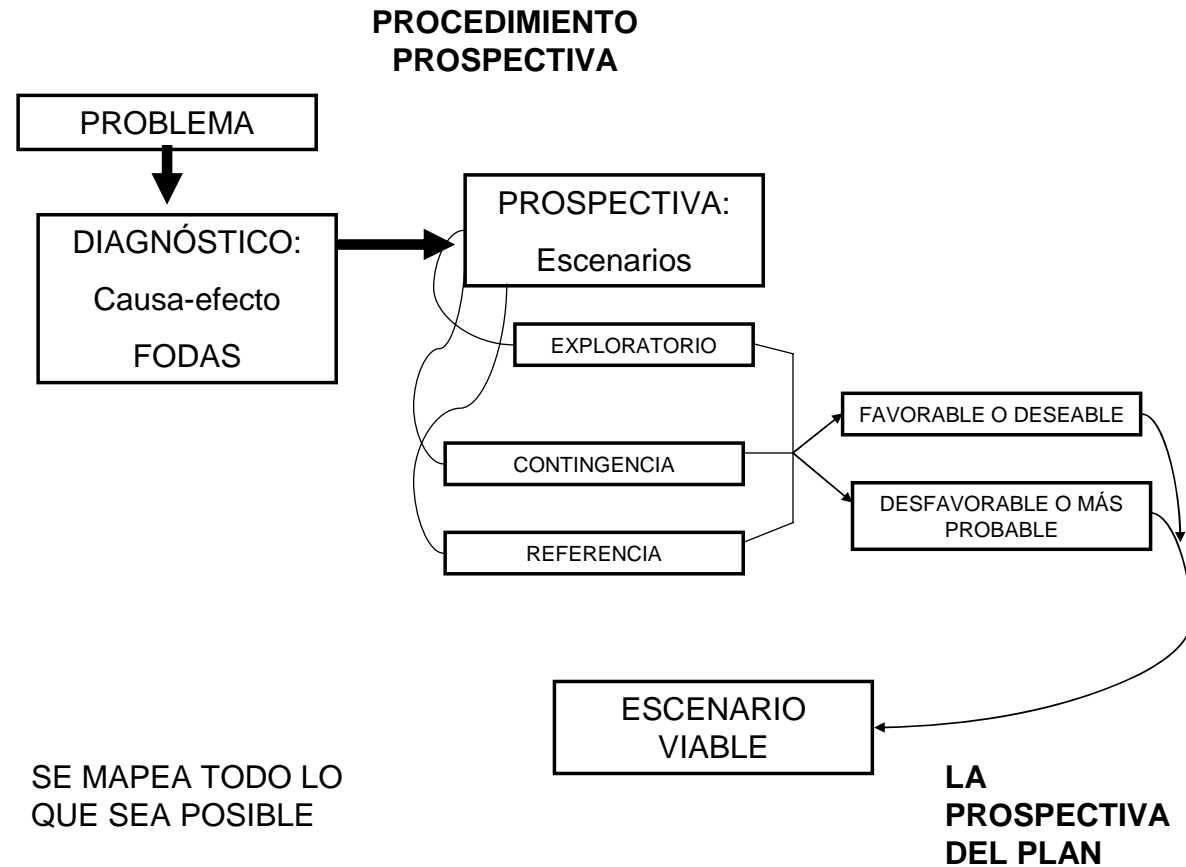 PROCEDIMIENTO
PROSPECTIVA
PROBLEMA
DIAGNÓSTICO:
Causa-efecto
FODAS
PROSPECTIVA:
Escenarios
EXPLORATORIO
CONTINGENCIA
REFERENCIA
FAVORABLE O DESEABLE
DESFAVORABLE O MÁS
PROBABLE
ESCENARIO
VIABLE
SE MAPEA TODO LO
QUE SEA POSIBLE
LA
PROSPECTIVA
DEL PLAN